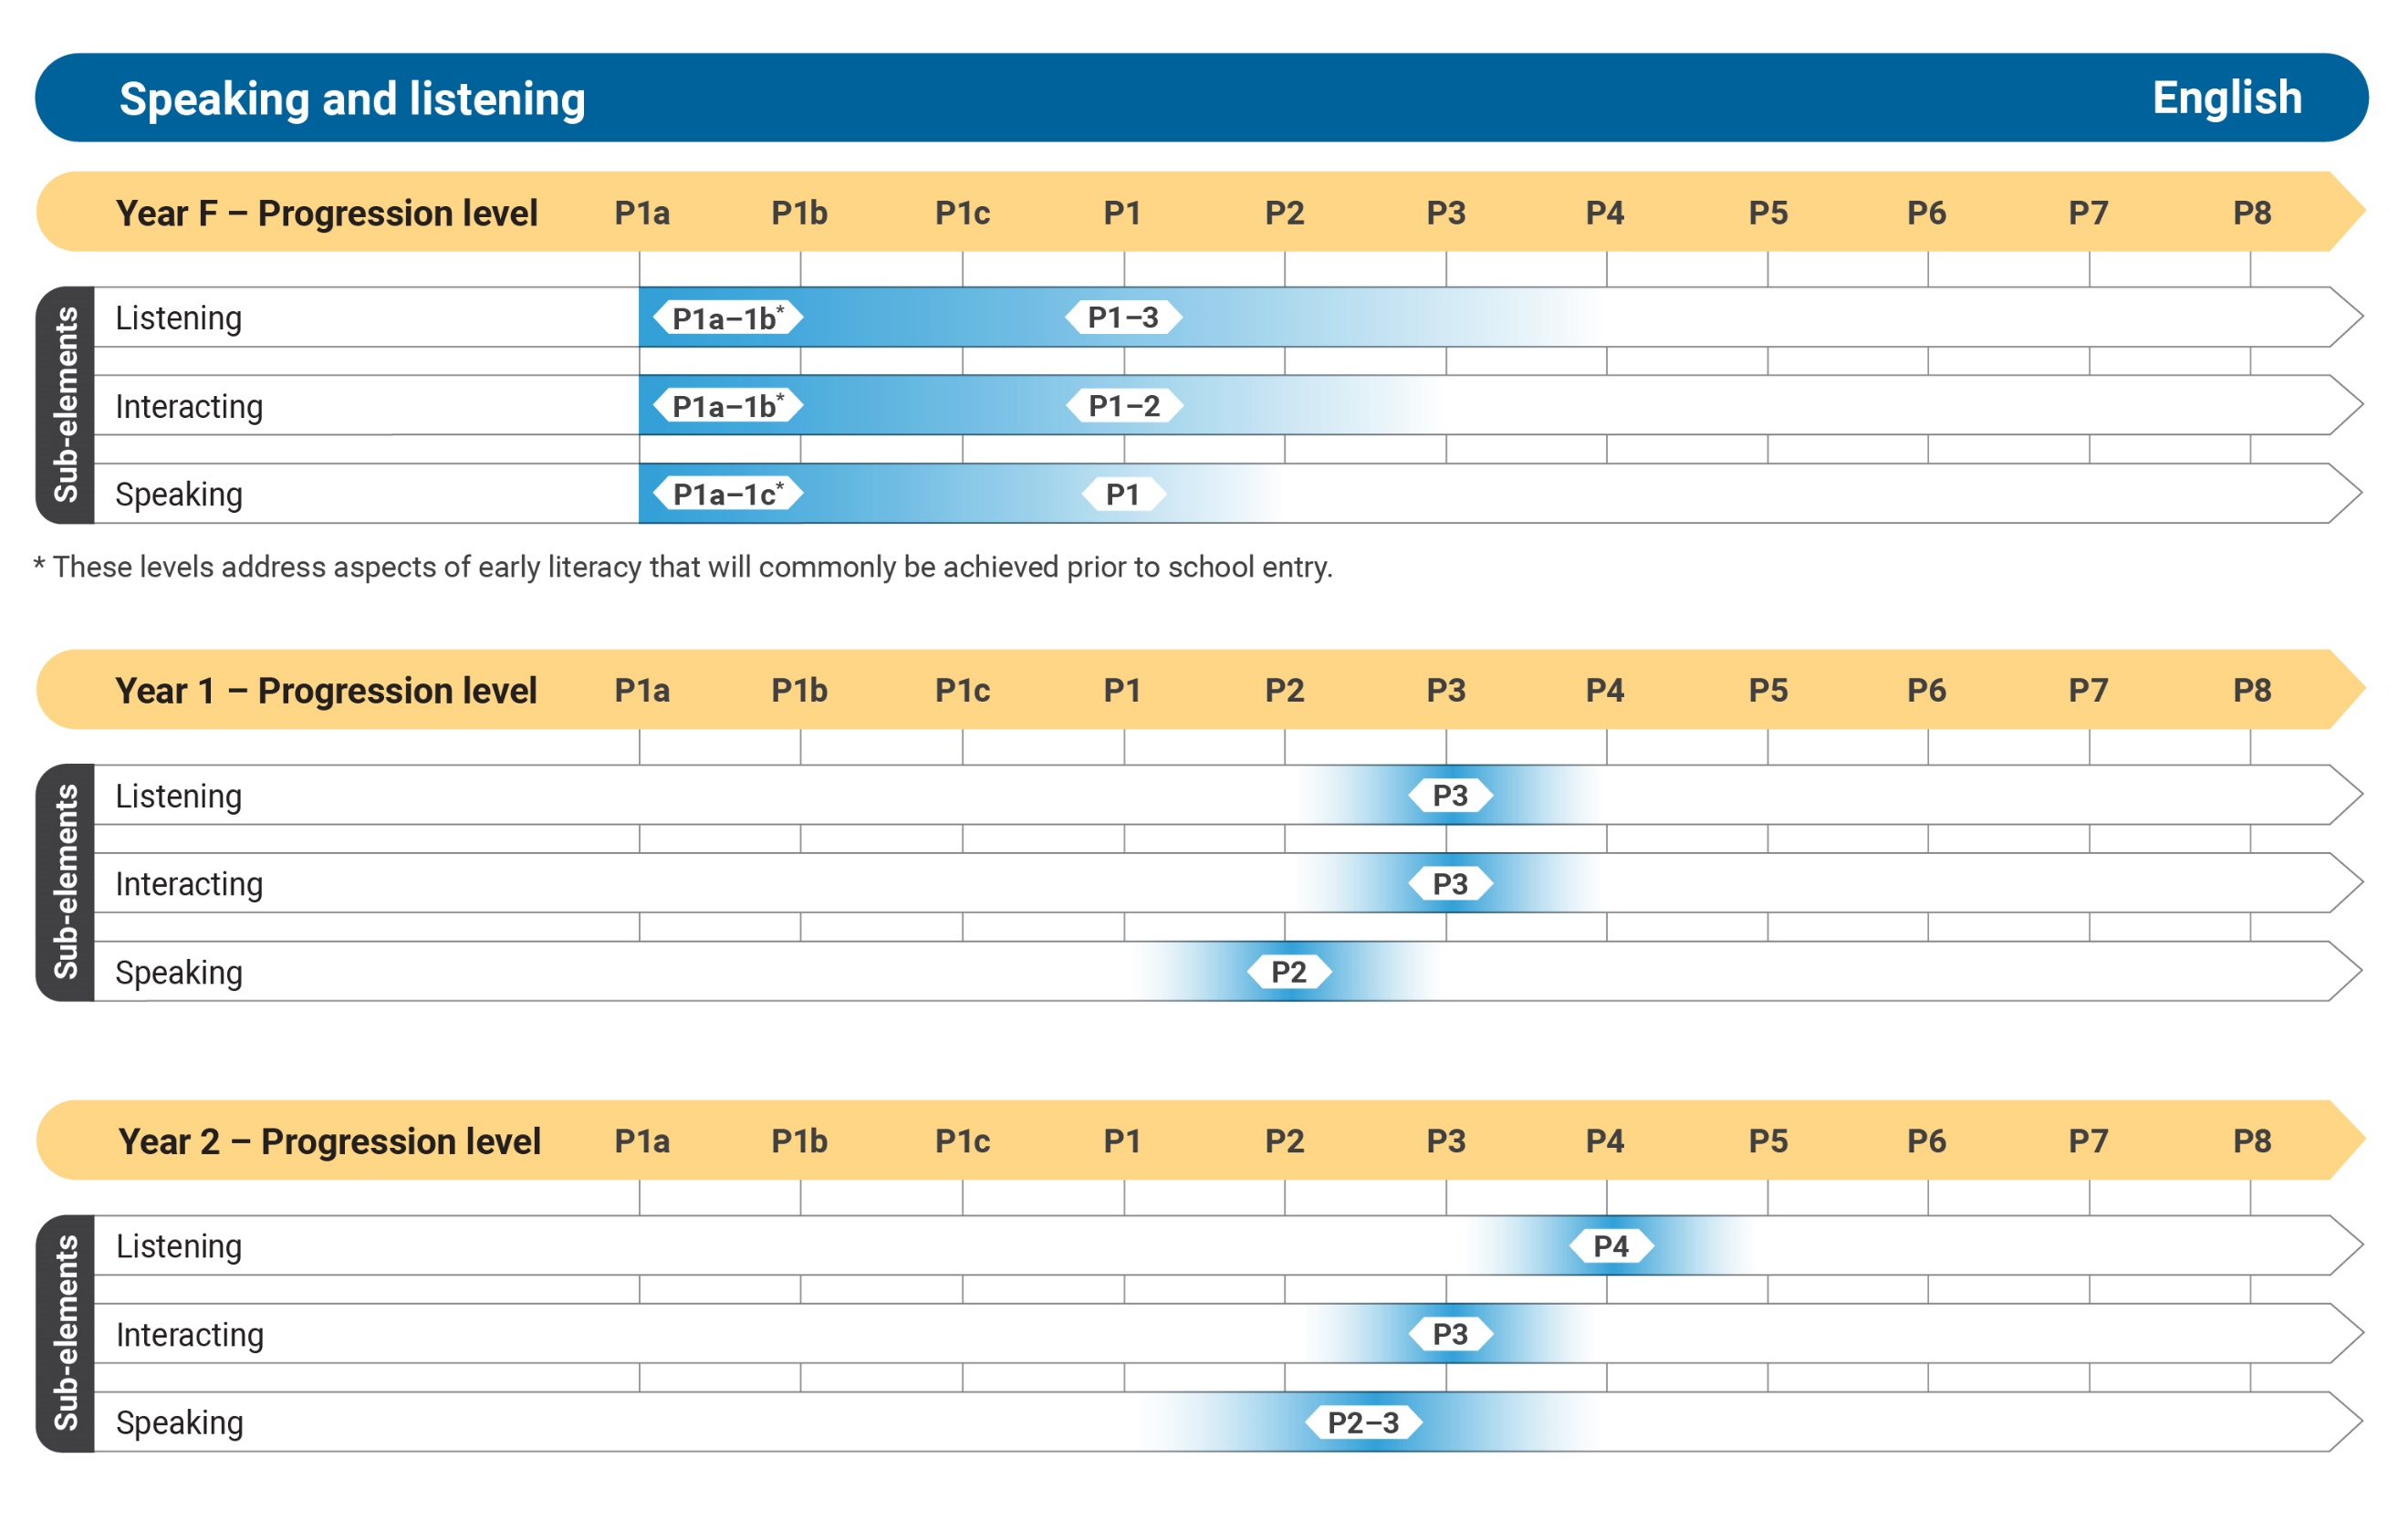 Speaking and listening English
Year F – Progression level P1a P1b P1c P1 P2 P3 P4 P5 P6 P7 P8
Sub-elements
Listening P1a–1b* P1–3
Interacting P1a–1b* P1–2
Speaking P1a–1c* P1
* These levels address aspects of early literacy that will commonly be achieved prior to school entry.
Year 1 – Progression level P1a P1b P1c P1 P2 P3 P4 P5 P6 P7 P8
Sub-elements
Listening P3
Interacting P3
Speaking P2
Year 2 – Progression level P1a P1b P1c P1 P2 P3 P4 P5 P6 P7 P8
Sub-elements
Listening P4
Interacting P3
Speaking P2–3